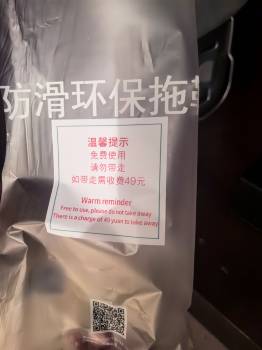 防滑环保拖鞋
温馨提示
免费使用
请勿带走
如带走需收费49元
Warm reminder
Free to use, please do not take away
There is a charge of 49 yuan to take away